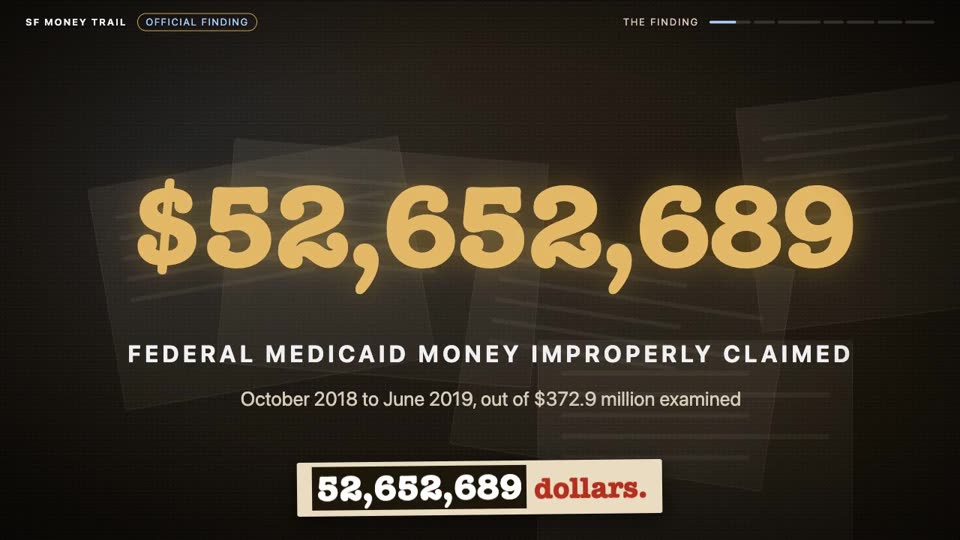 SF MONEY TRAIL OFFICIAL FINDING
THE FINDING
$52,652,689
FEDERAL MEDICAID MONEY IMPROPERLY CLAIMED
October 2018 to June 2019, out of $372.9 million examined
52,652,689 dollars.